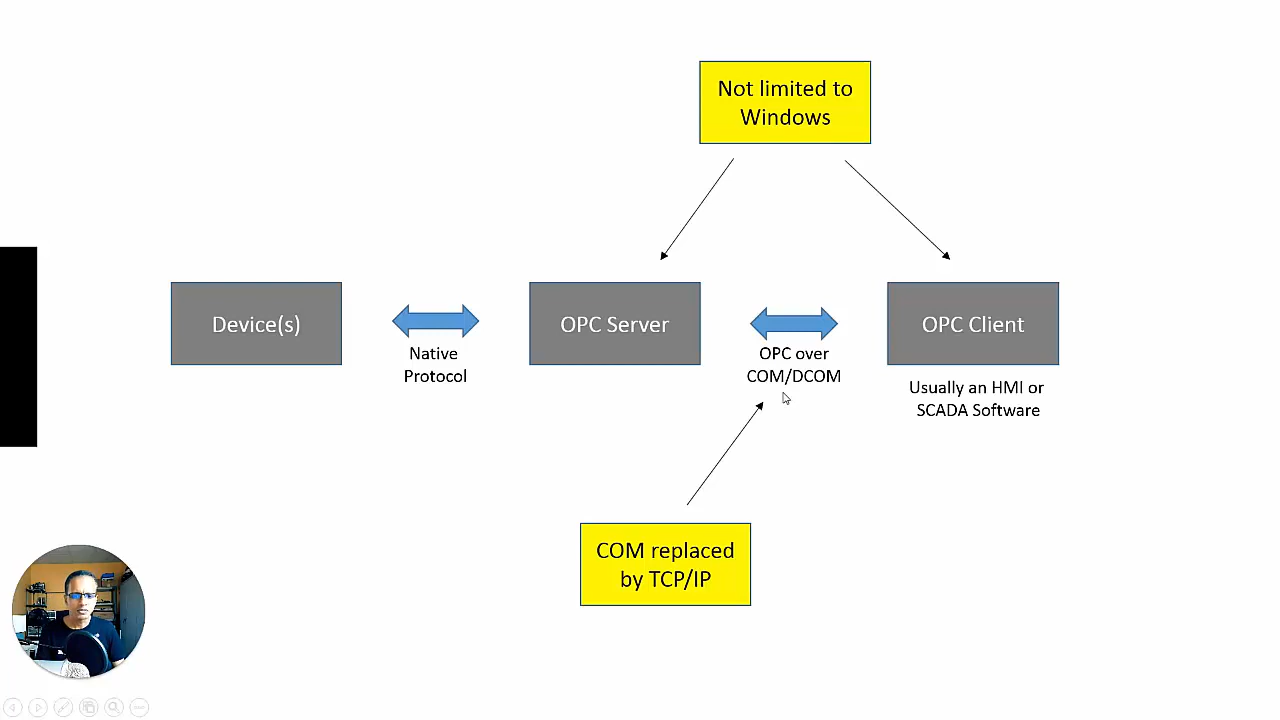 Not limited to
Windows
Device(s)
Native
Protocol
OPC Server
OPC over
COM/DCOM
OPC Client
Usually an HMI or
SCADA Software
COM replaced
by TCP/IP